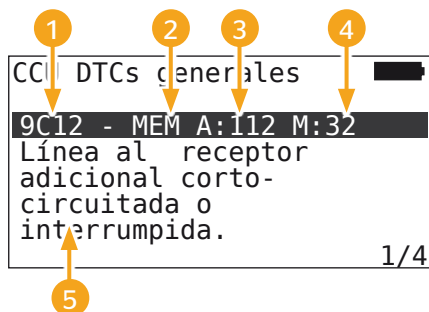 1 2 3 4
CCU DTCs generales
9C12 - MEM A:112 M:32
Línea al receptor
adicional corto-
circuitada o
interrumpida.
1/4
5